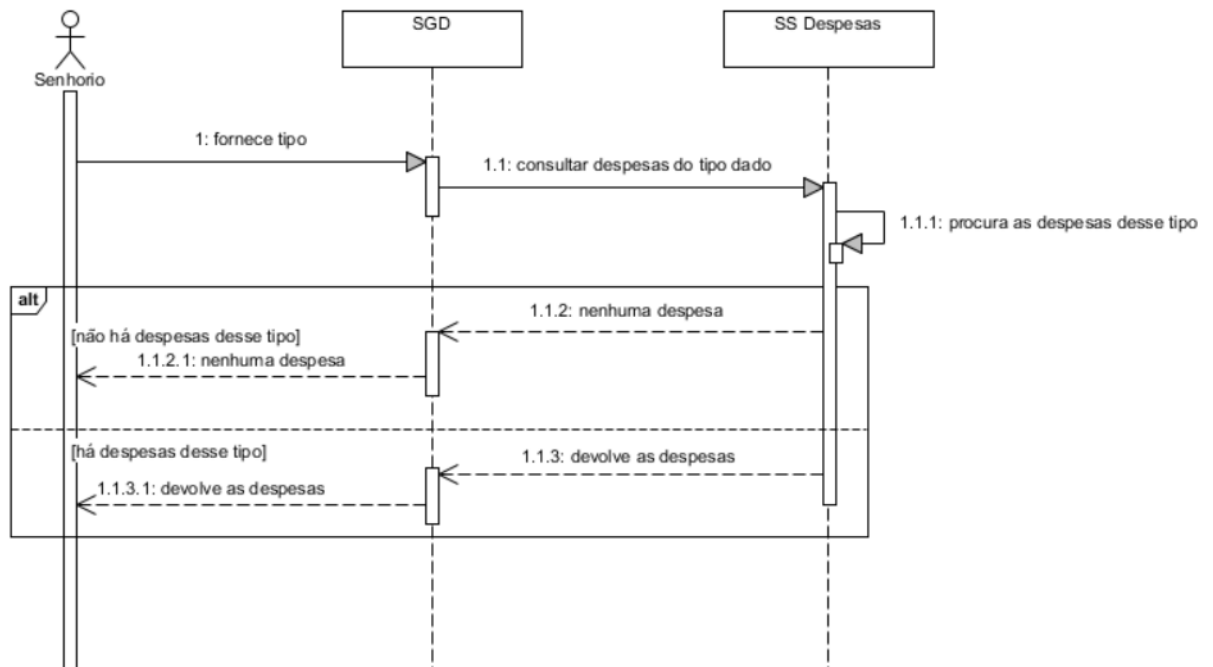 SGD
SS Despesas
Senhorio
1: fornece tipo
1.1: consultar despesas do tipo dado
1.1.1: procura as despesas desse tipo
alt
1.1.2: nenhuma despesa
[não há despesas desse tipo]
1.1.2.1: nenhuma despesa
[há despesas desse tipo]
1.1.3: devolve as despesas
1.1.3.1: devolve as despesas